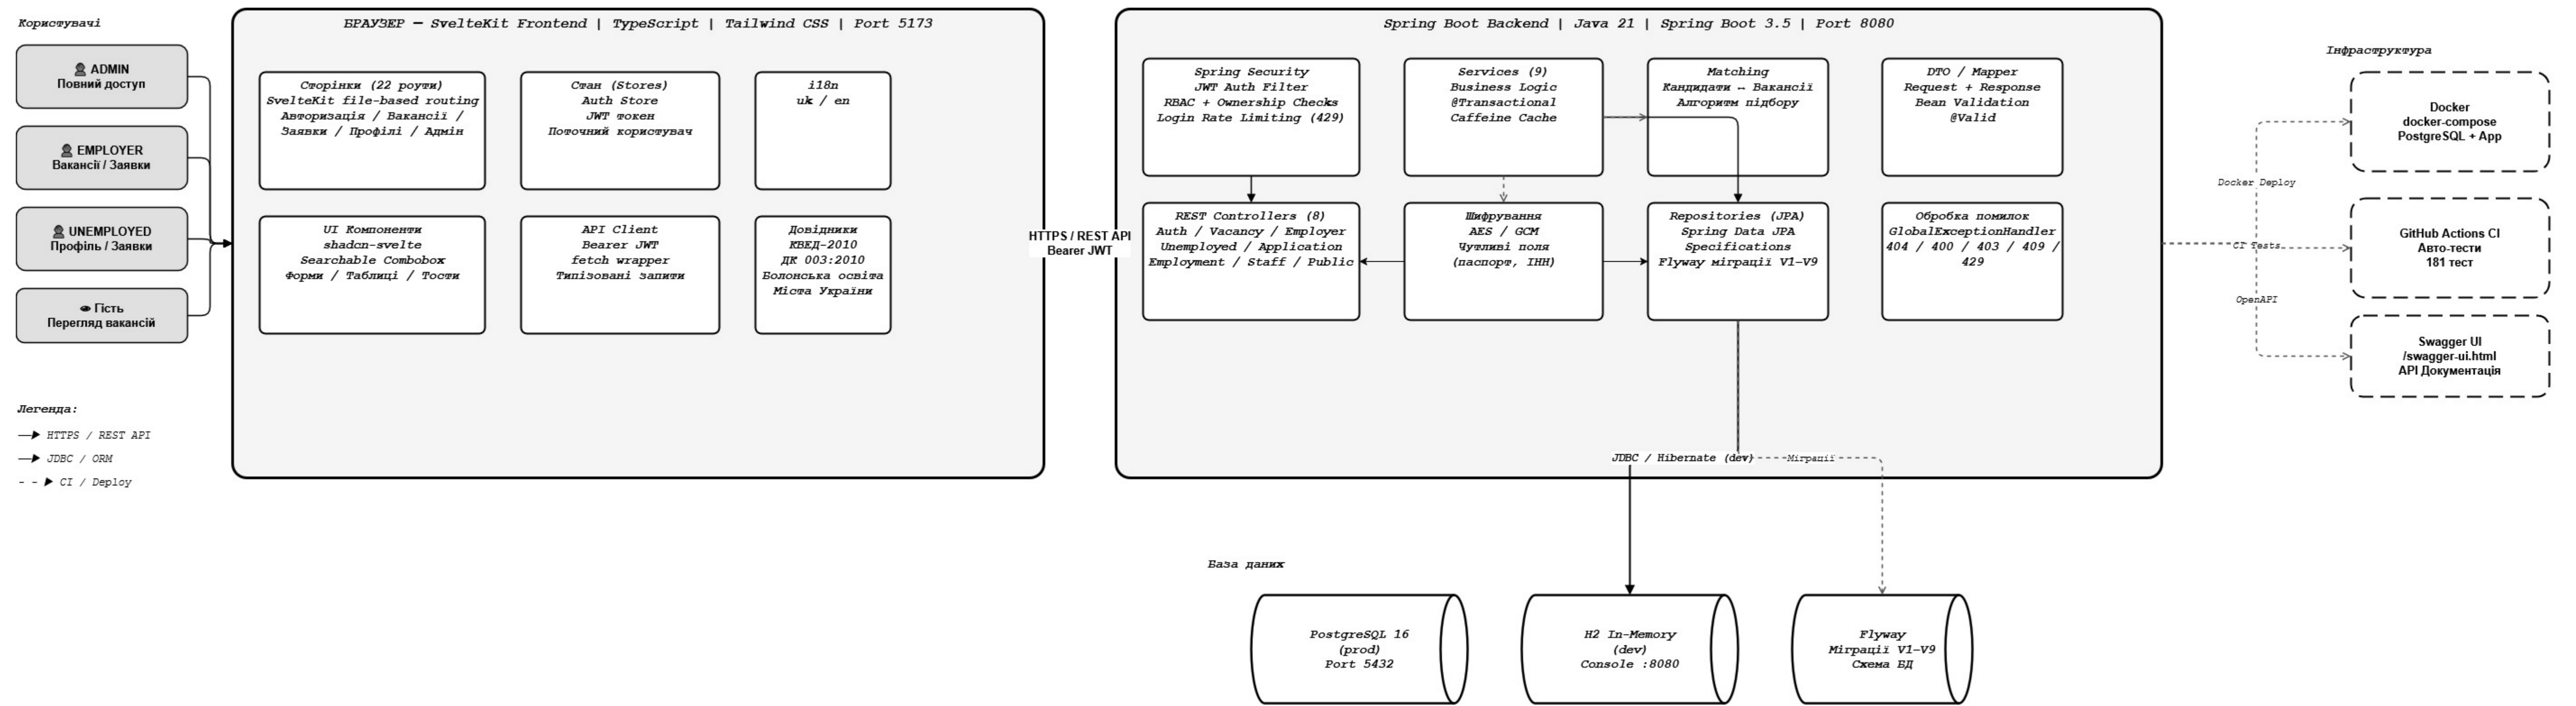 Користувачі
ADMIN
Повний доступ
EMPLOYER
Вакансії / Заявки
UNEMPLOYED
Профіль / Заявки
Гість
Перегляд вакансій
Легенда:
HTTPS / REST API
JDBC / ORM
CI / Deploy
БРАУЗЕР — SvelteKit Frontend | TypeScript | Tailwind CSS | Port 5173
Сторінки (22 роути)
SvelteKit file-based routing
Авторизація / Вакансії /
Заявки / Профілі / Адмін
Стан (Stores)
Auth Store
JWT токен
Поточний користувач
i18n
uk / en
UI Компоненти
shadcn-svelte
Searchable Combobox
Форми / Таблиці / Тости
API Client
Bearer JWT
fetch wrapper
Типізовані запити
Довідники
КВЕД-2010
ДК 003:2010
Болонська освіта
Міста України
HTTPS / REST API
Bearer JWT
Spring Boot Backend | Java 21 | Spring Boot 3.5 | Port 8080
Spring Security
JWT Auth Filter
RBAC + Ownership Checks
Login Rate Limiting (429)
Services (9)
Business Logic
@Transactional
Caffeine Cache
Matching
Кандидати ↔ Вакансії
Алгоритм підбору
DTO / Mapper
Request + Response
Bean Validation
@Valid
REST Controllers (8)
Auth / Vacancy / Employer
Unemployed / Application
Employment / Staff / Public
Шифрування
AES / GCM
Чутливі поля
(паспорт, ІНН)
Repositories (JPA)
Spring Data JPA
Specifications
Flyway міграції V1—V9
Обробка помилок
GlobalExceptionHandler
404 / 400 / 403 / 409 /
429
JDBC / Hibernate (dev)
Міграції
База даних
PostgreSQL 16
(prod)
Port 5432
H2 In-Memory
(dev)
Console :8080
Flyway
Міграції V1—V9
Схема БД
Інфраструктура
Docker
docker-compose
PostgreSQL + App
Docker Deploy
GitHub Actions CI
Авто-тести
181 тест
CI Tests
OpenAPI
Swagger UI
/swagger-ui.html
API Документація